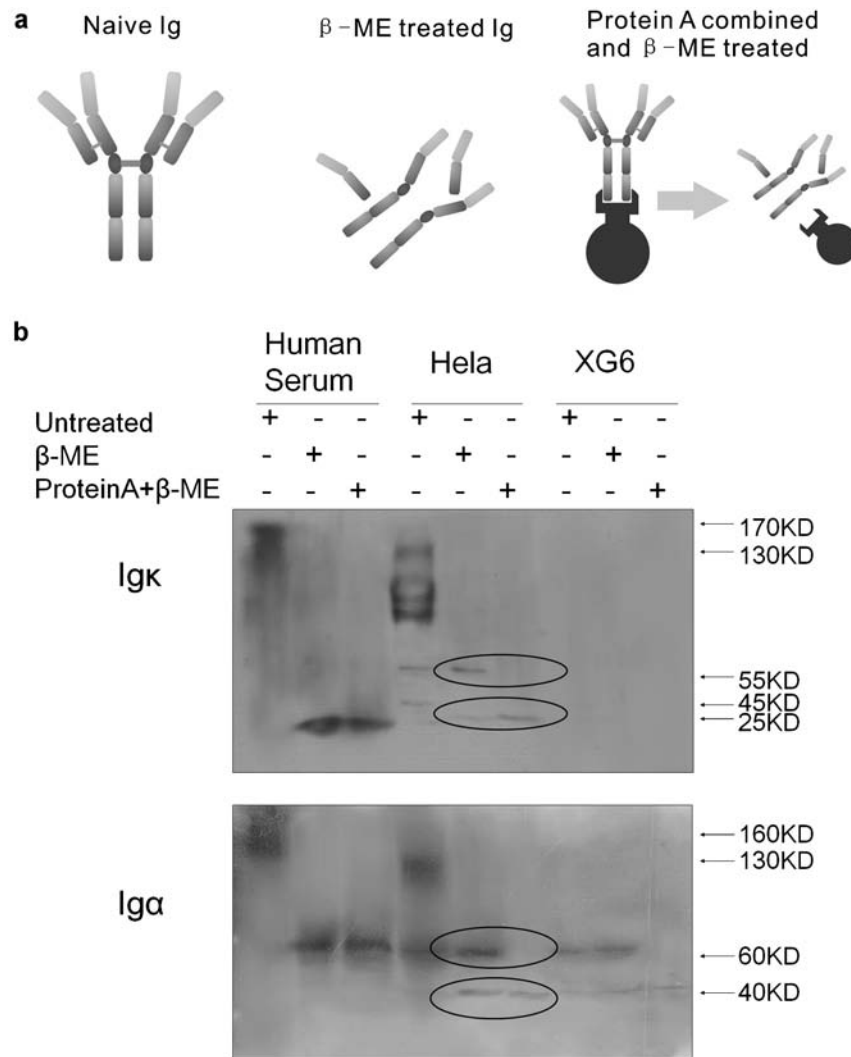 a
Naive Ig
β-ME treated Ig
Protein A combined
and β-ME treated
b
Human
Serum
Hela
XG6
Untreated + - - + - - + - -
β-ME - + - - + - - + -
ProteinA+β-ME - - + - - + - - +
Igκ
170KD
130KD
55KD
45KD
25KD
Igα
160KD
130KD
60KD
40KD